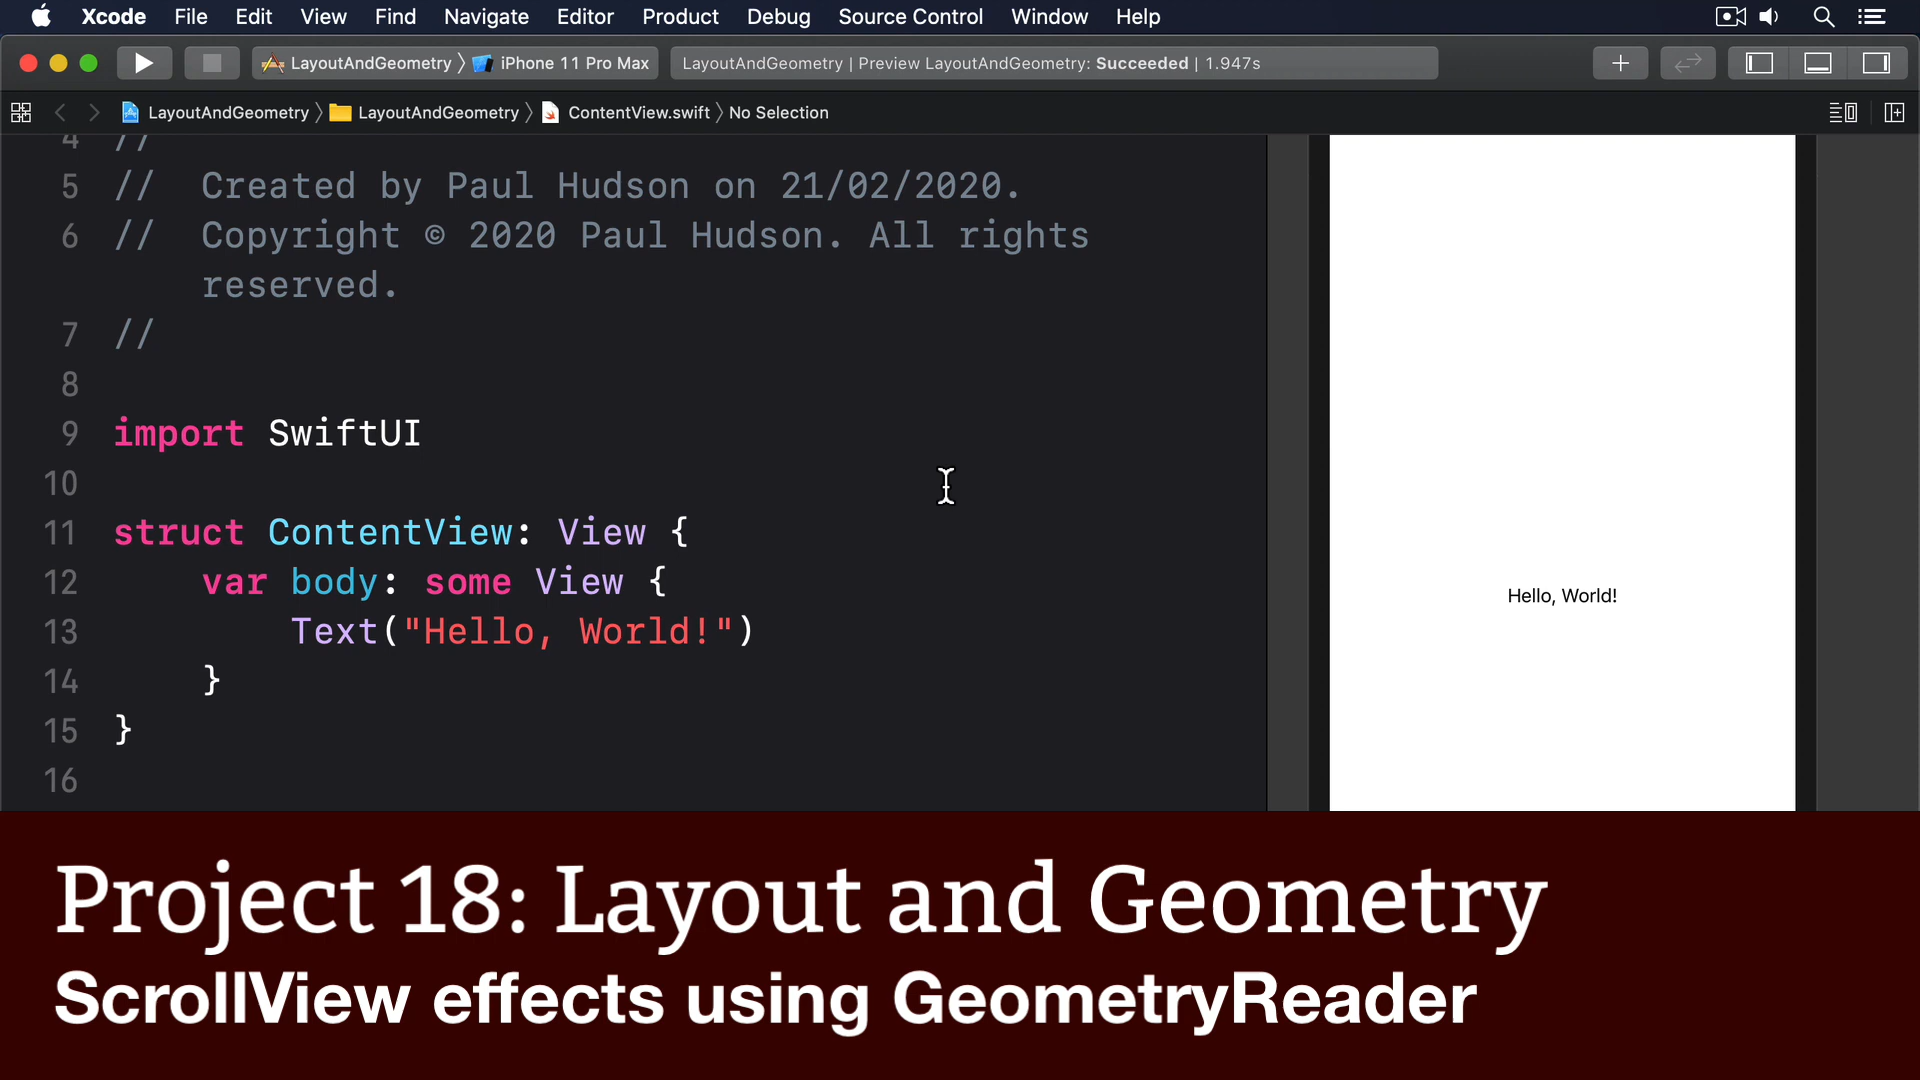 Xcode File Edit View Find Navigate Editor Product Debug Source Control Window Help
LayoutAndGeometry 〉 iPhone 11 Pro Max LayoutAndGeometry | Preview LayoutAndGeometry: Succeeded | 1.947s
LayoutAndGeometry 〉 LayoutAndGeometry 〉 ContentView.swift 〉 No Selection
4 //
5 // Created by Paul Hudson on 21/02/2020.
6 // Copyright © 2020 Paul Hudson. All rights
reserved.
7 //
8
9 import SwiftUI
10
11 struct ContentView: View {
12 var body: some View {
13 Text("Hello, World!")
14 }
15 }
16
Hello, World!
Project 18: Layout and Geometry
ScrollView effects using GeometryReader